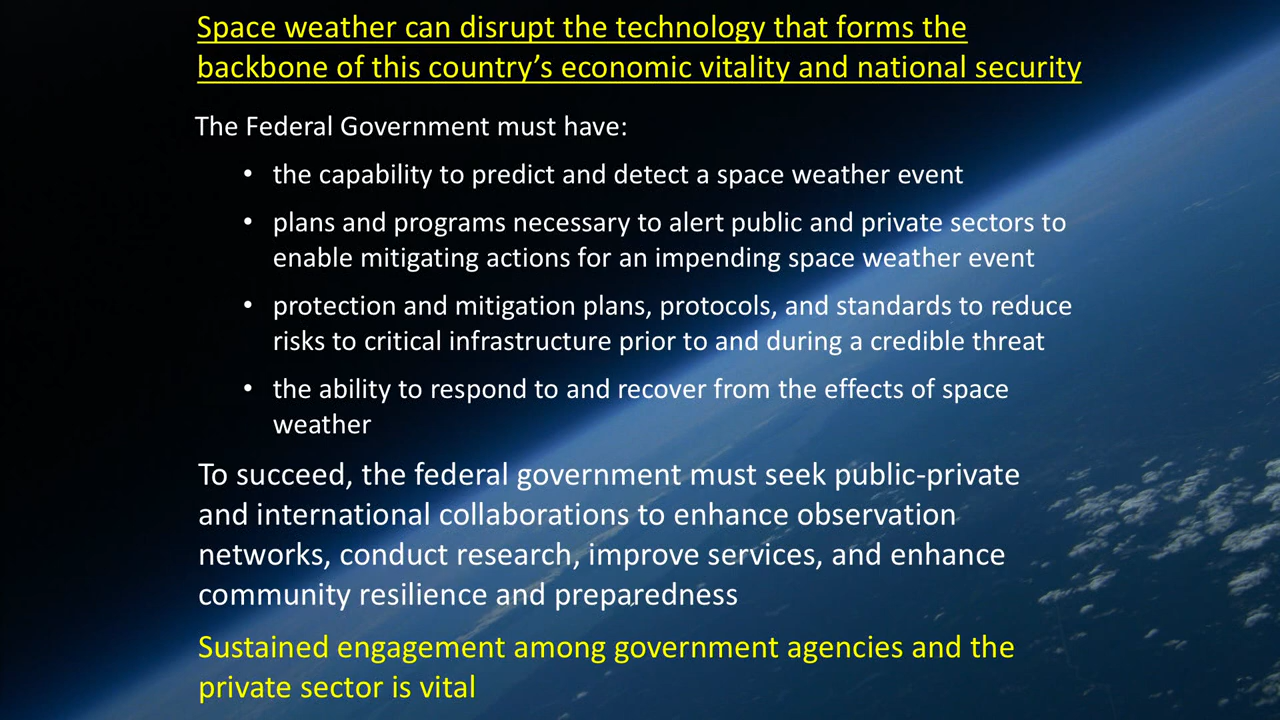 Space weather can disrupt the technology that forms the
backbone of this country’s economic vitality and national security
The Federal Government must have:
• the capability to predict and detect a space weather event
• plans and programs necessary to alert public and private sectors to
enable mitigating actions for an impending space weather event
• protection and mitigation plans, protocols, and standards to reduce
risks to critical infrastructure prior to and during a credible threat
• the ability to respond to and recover from the effects of space
weather
To succeed, the federal government must seek public-private
and international collaborations to enhance observation
networks, conduct research, improve services, and enhance
community resilience and preparedness
Sustained engagement among government agencies and the
private sector is vital